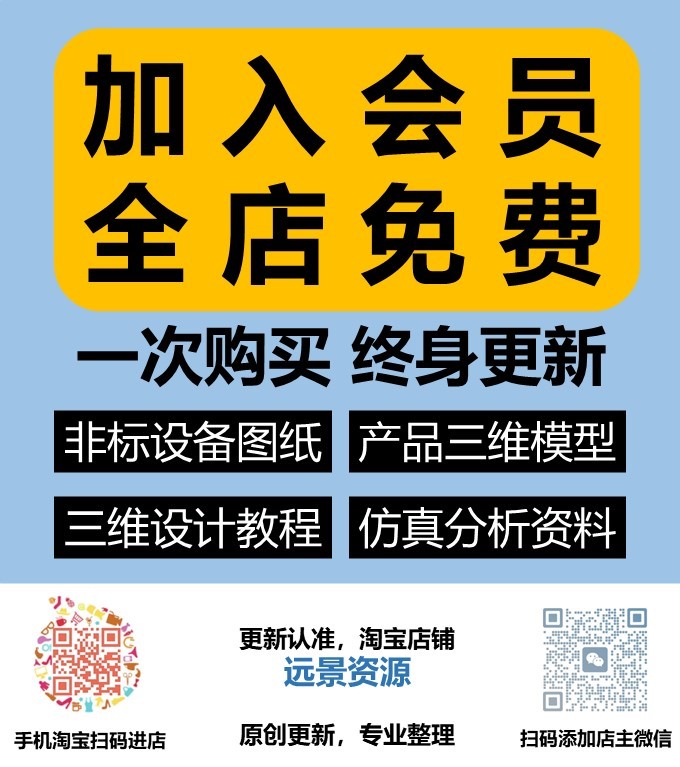 加入会员
全店免费
一次购买 终身更新
非标设备图纸 产品三维模型
三维设计教程 仿真分析资料
更新认准，淘宝店铺
远景资源
原创更新，专业整理
手机淘宝扫码进店
扫码添加店主微信